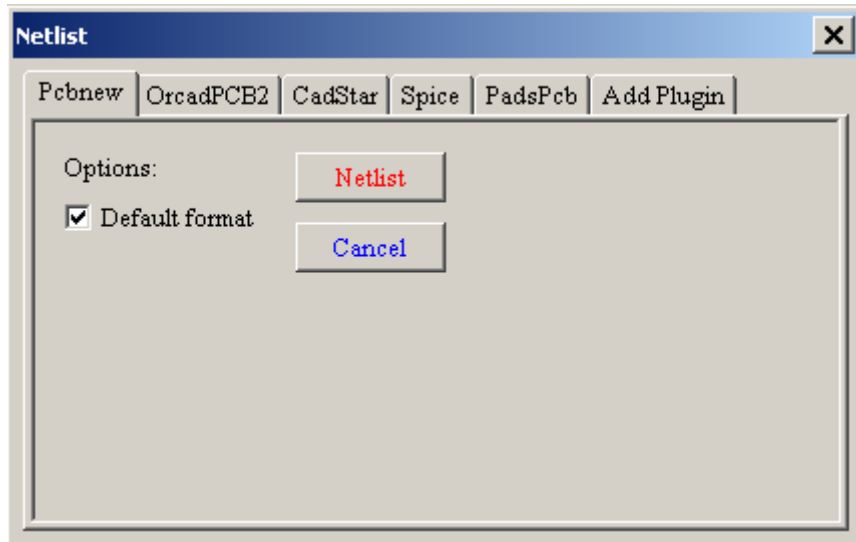 Netlist
Pcbnew OrcadPCB2 CadStar Spice PadsPcb Add Plugin
Options: Netlist
Default format
Cancel